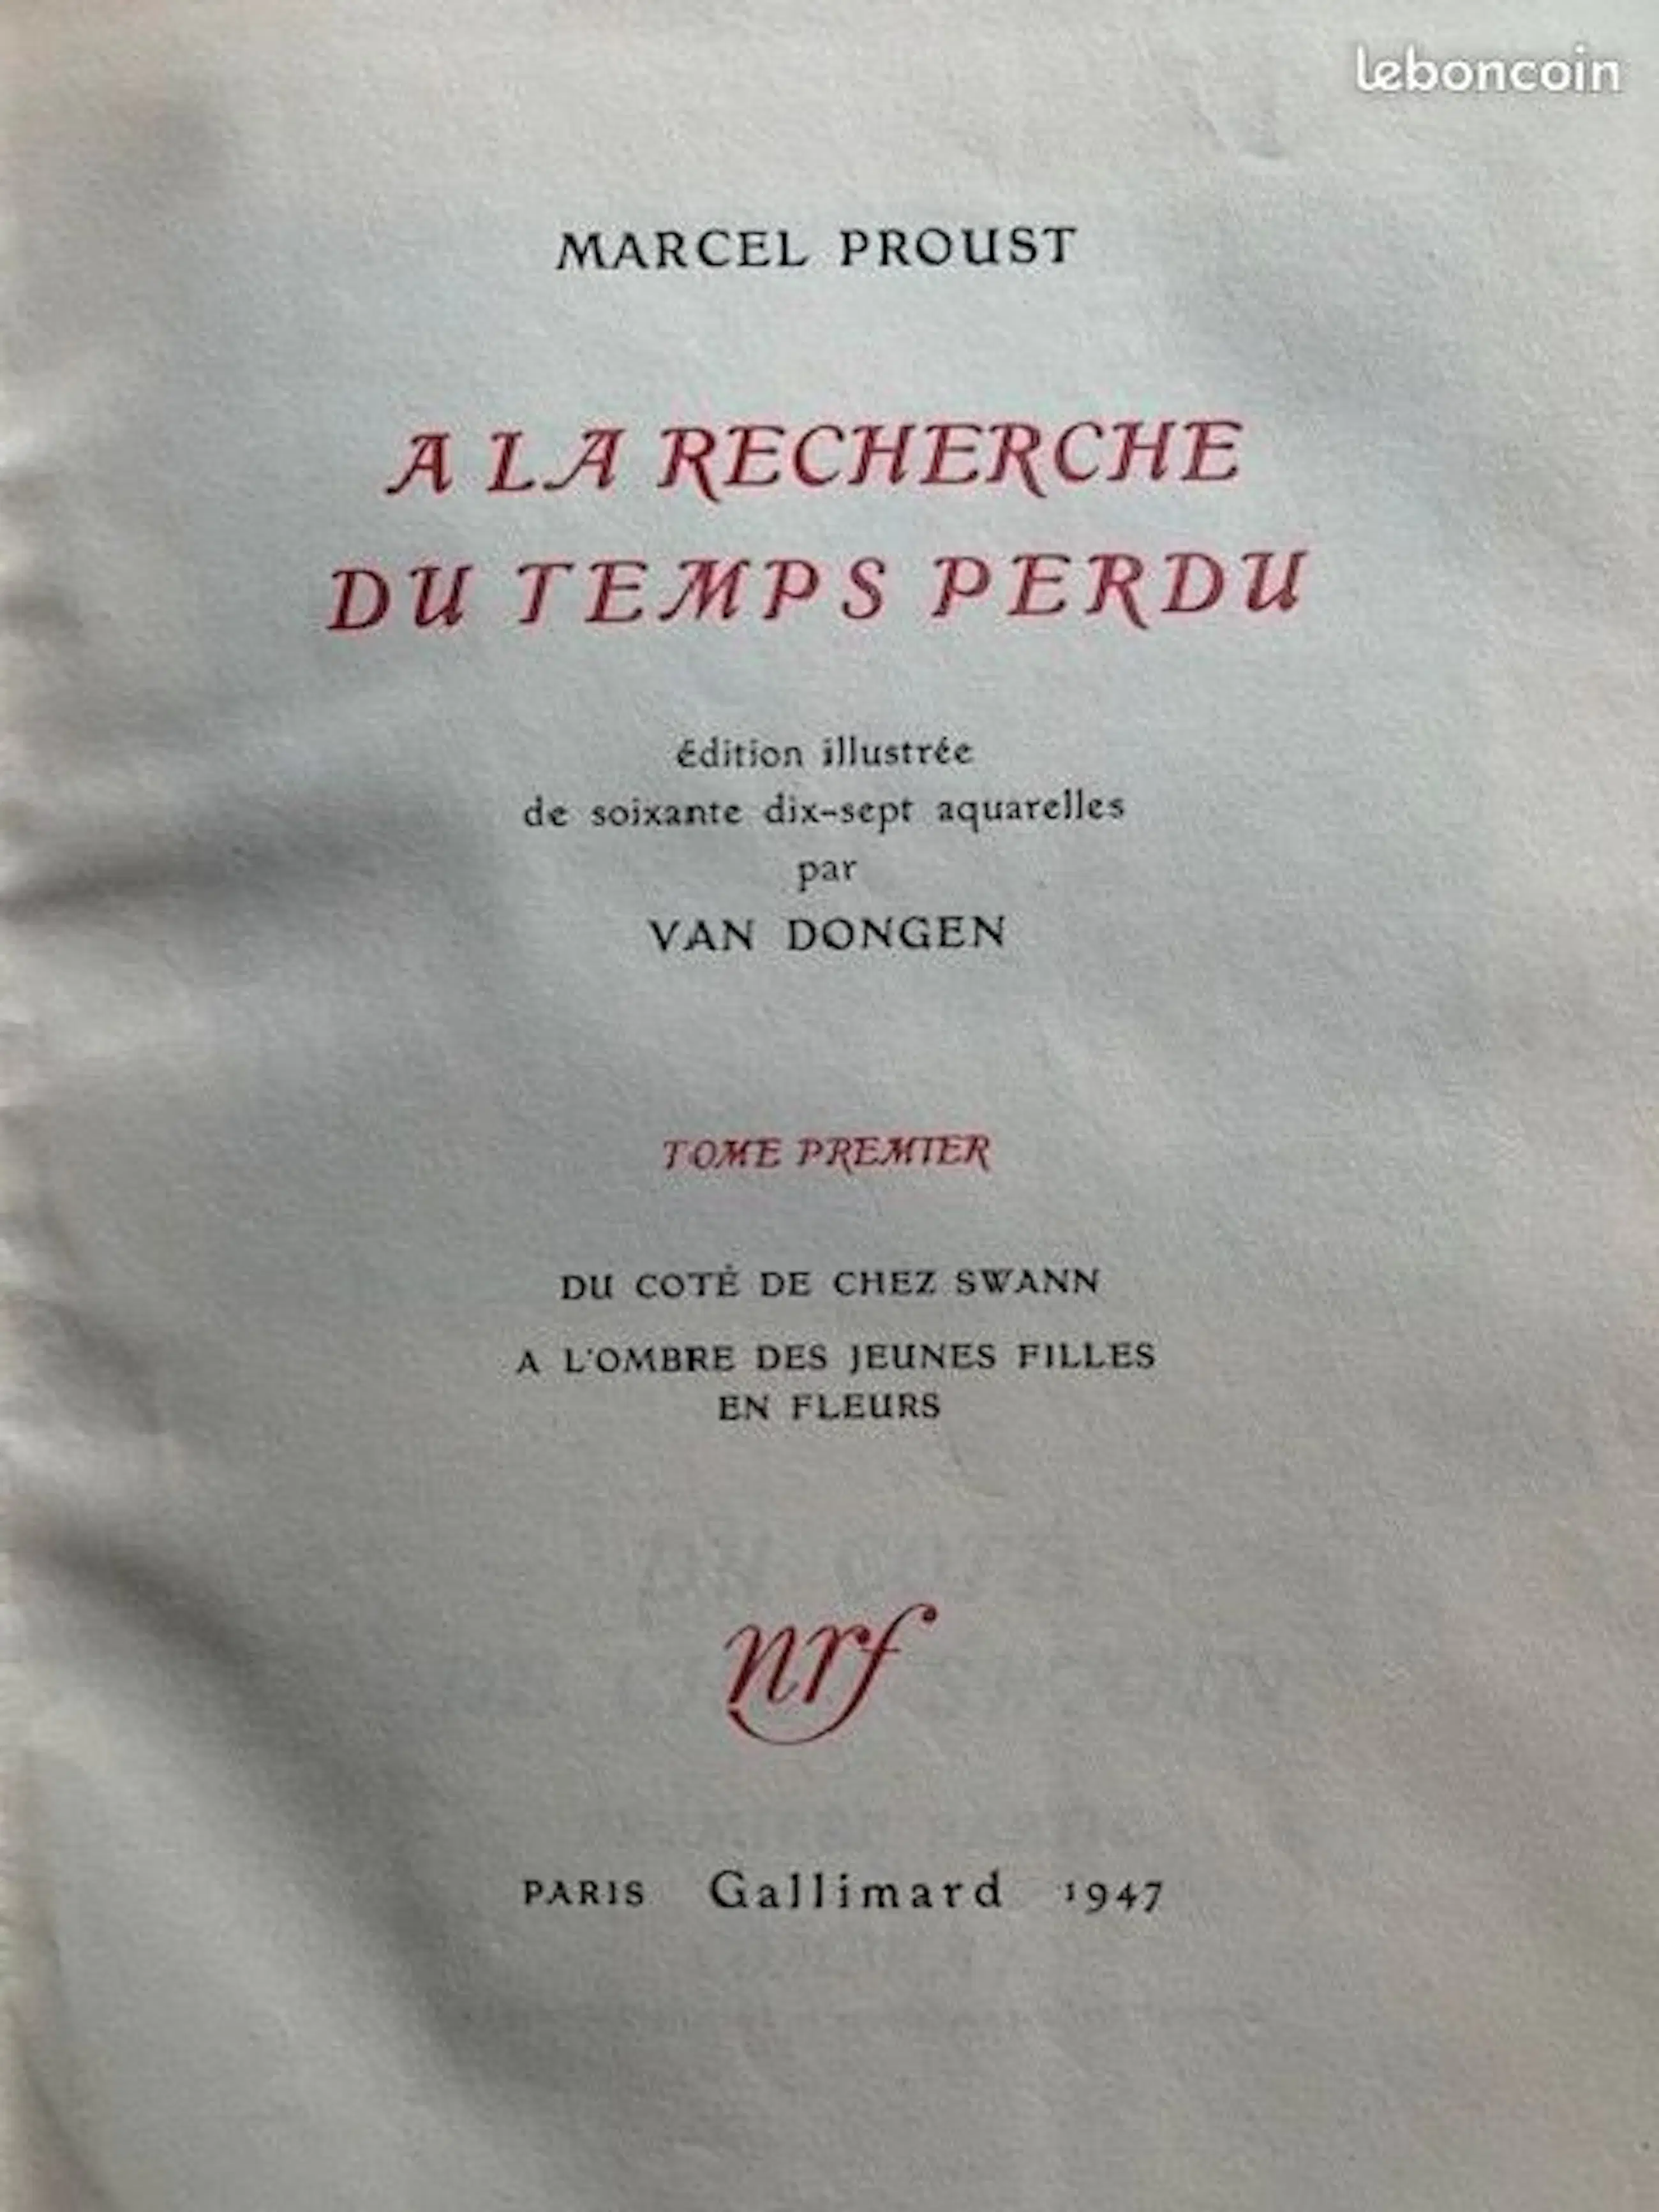 leboncoin
MARCEL PROUST
A LA RECHERCHE
DU TEMPS PERDU
édition illustrée
de soixante dix-sept aquarelles
par
VAN DONGEN
TOME PREMIER
DU COTÉ DE CHEZ SWANN
A L'OMBRE DES JEUNES FILLES
EN FLEURS
nrf
PARIS Gallimard 1947